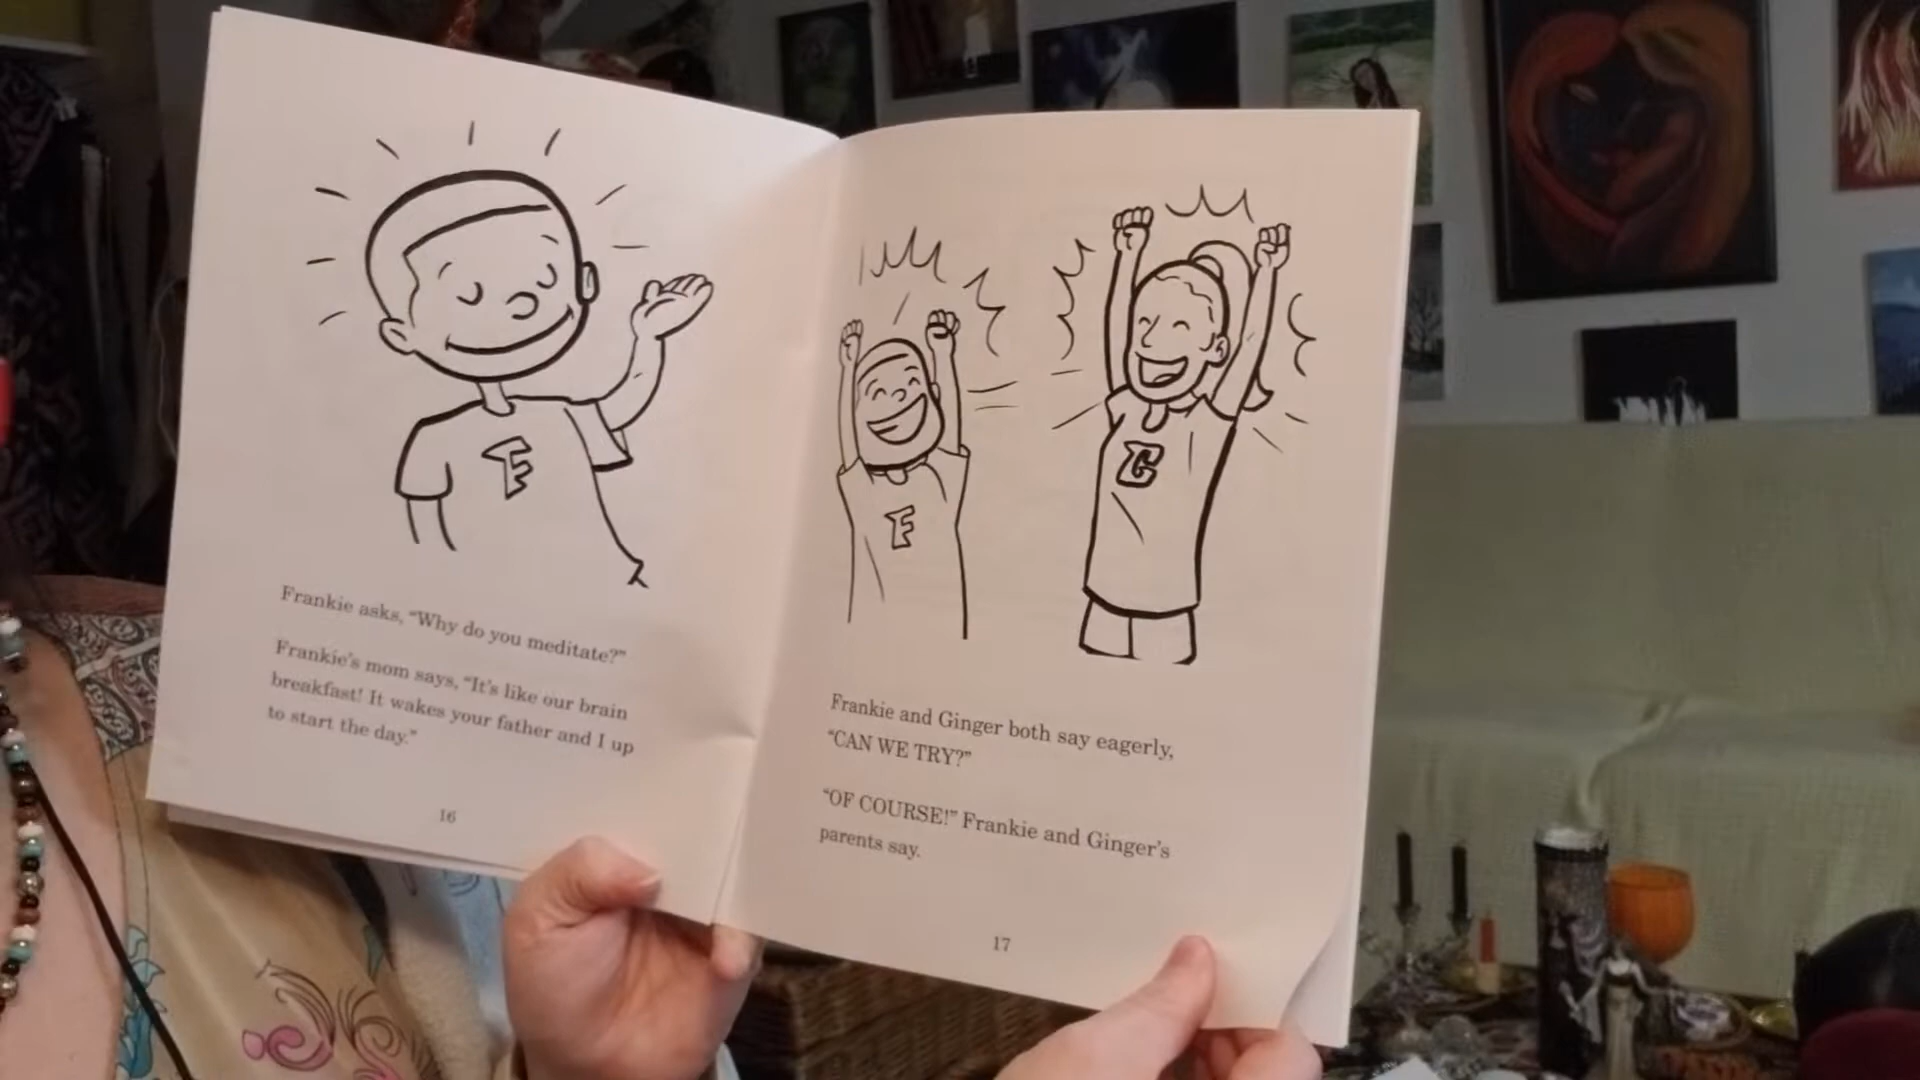 F
Frankie asks, “Why do you meditate?”
Frankie’s mom says, “It’s like our brain
breakfast! It wakes your father and I up
to start the day.”
16
F
G
Frankie and Ginger both say eagerly,
“CAN WE TRY?”
“OF COURSE!” Frankie and Ginger’s
parents say.
17